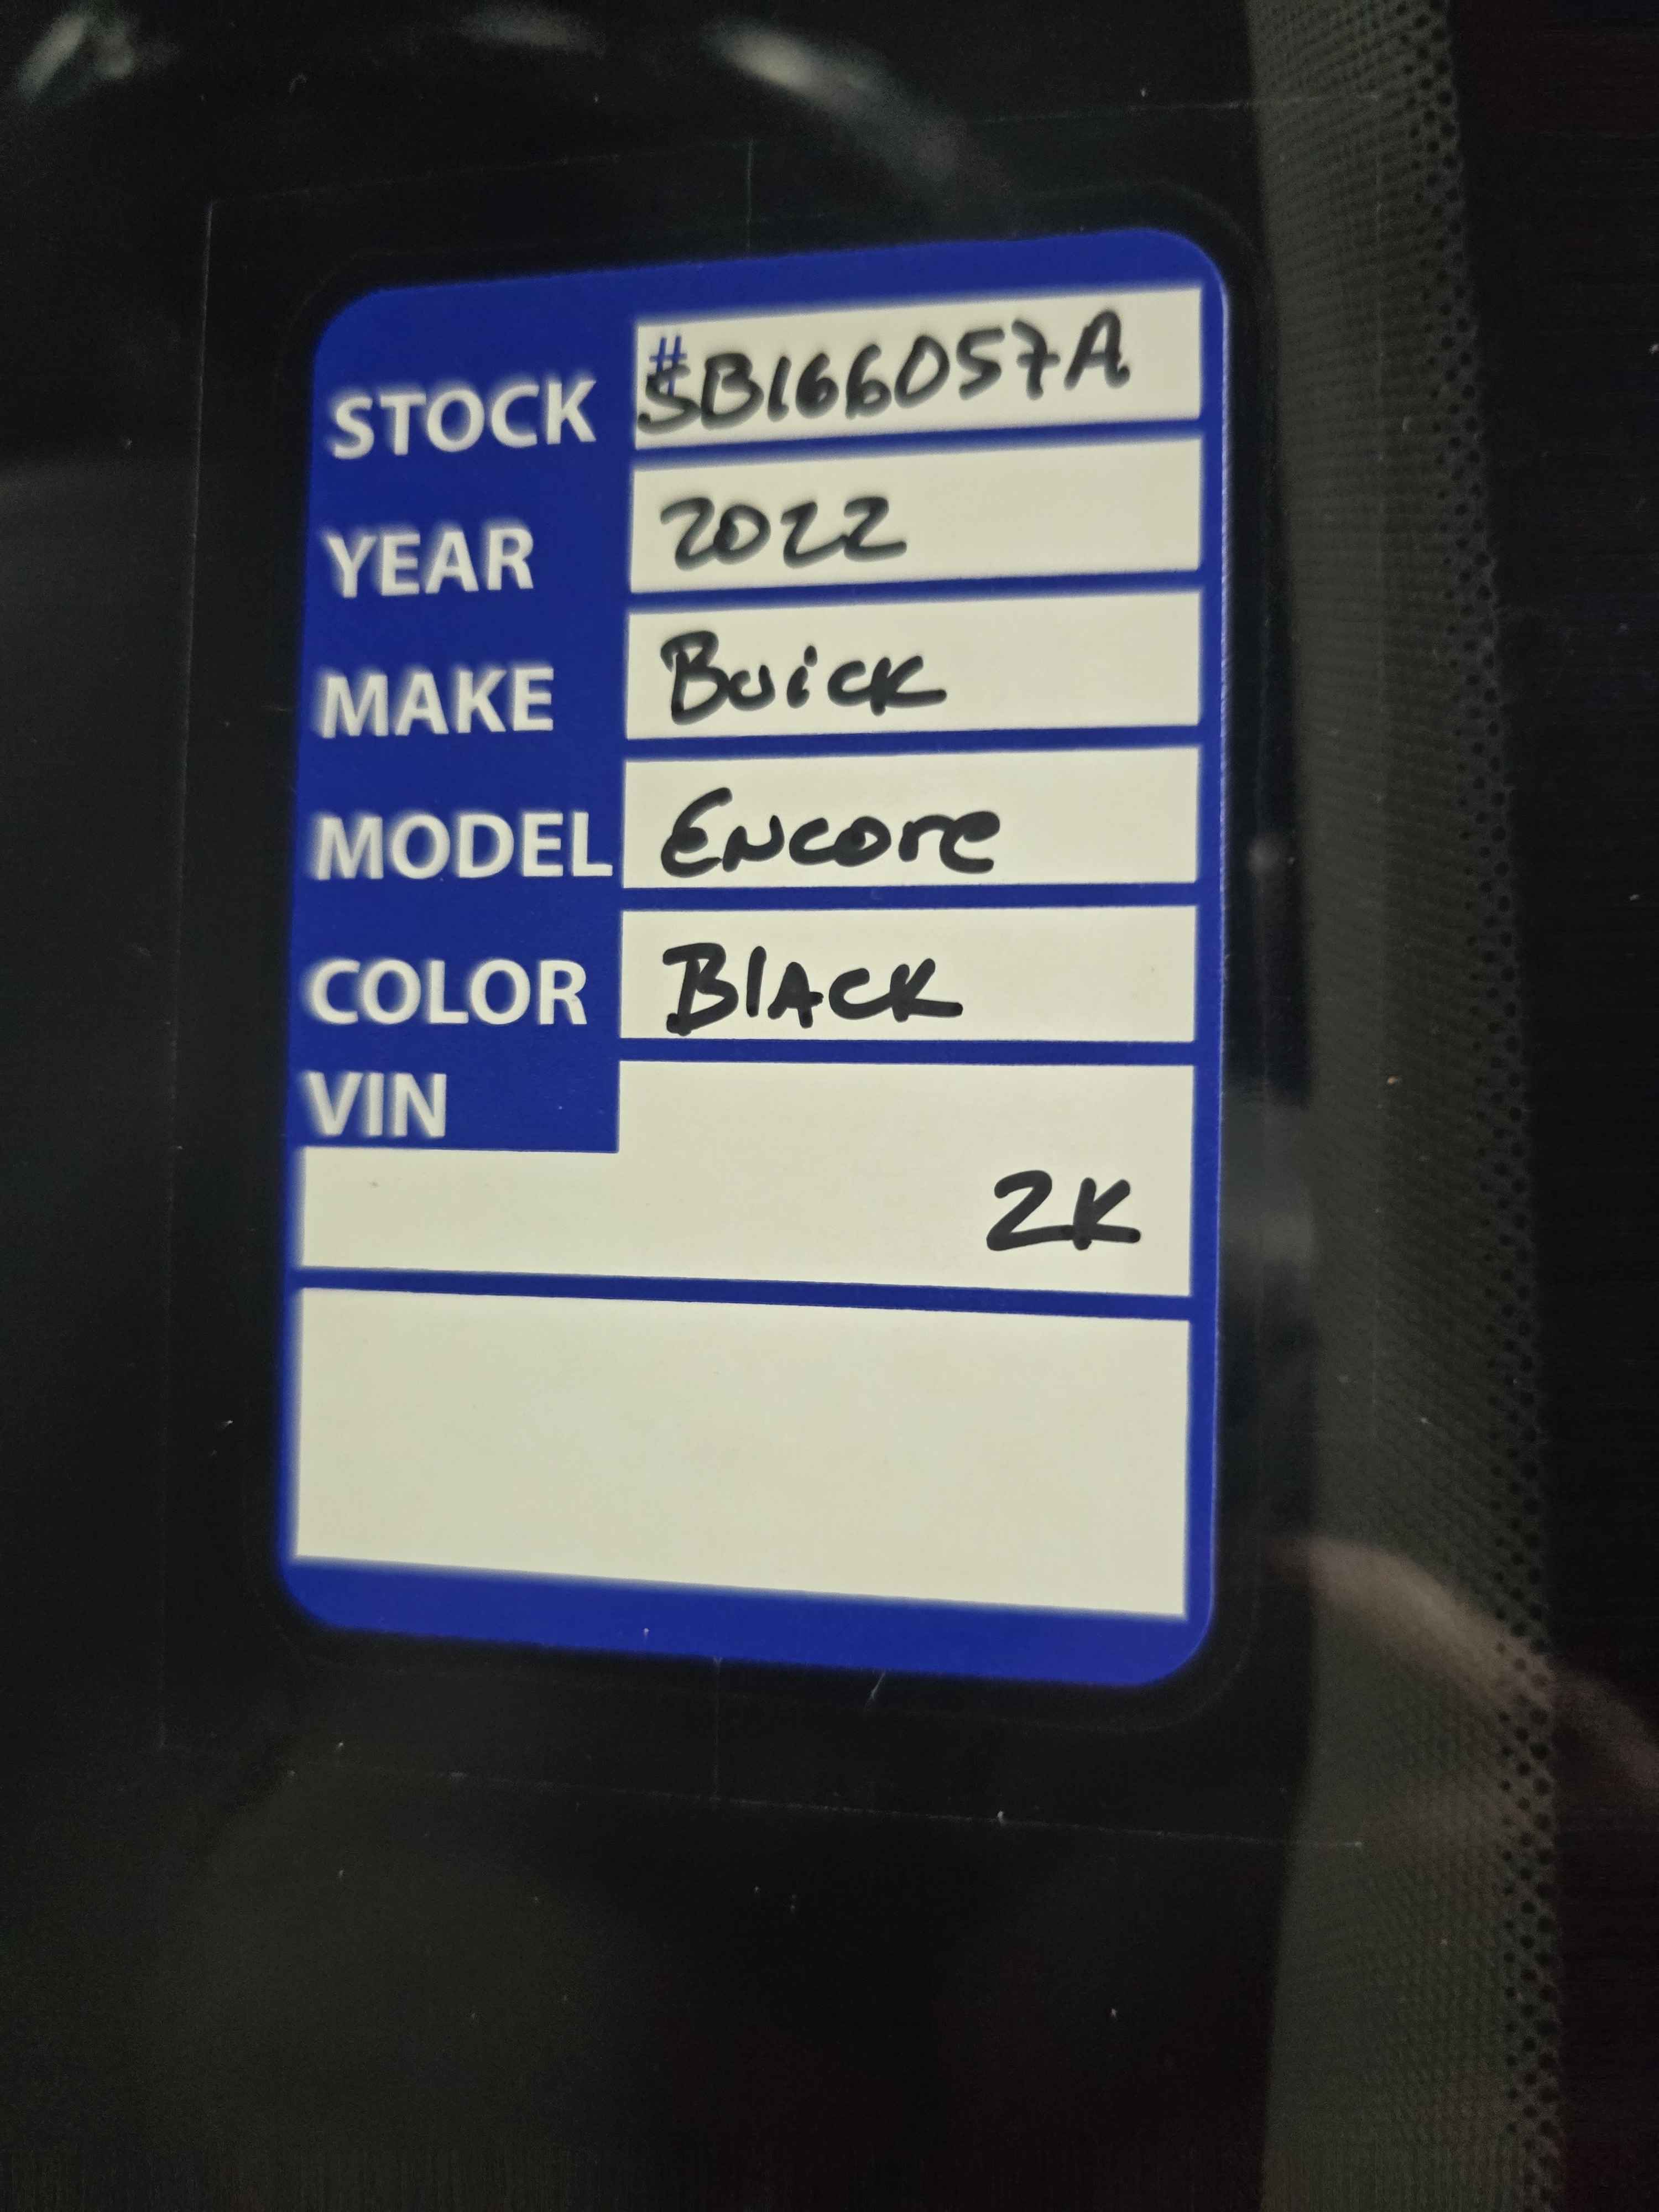 STOCK #SB166057A
YEAR 2022
MAKE Buick
MODEL Encore
COLOR Black
VIN
2K